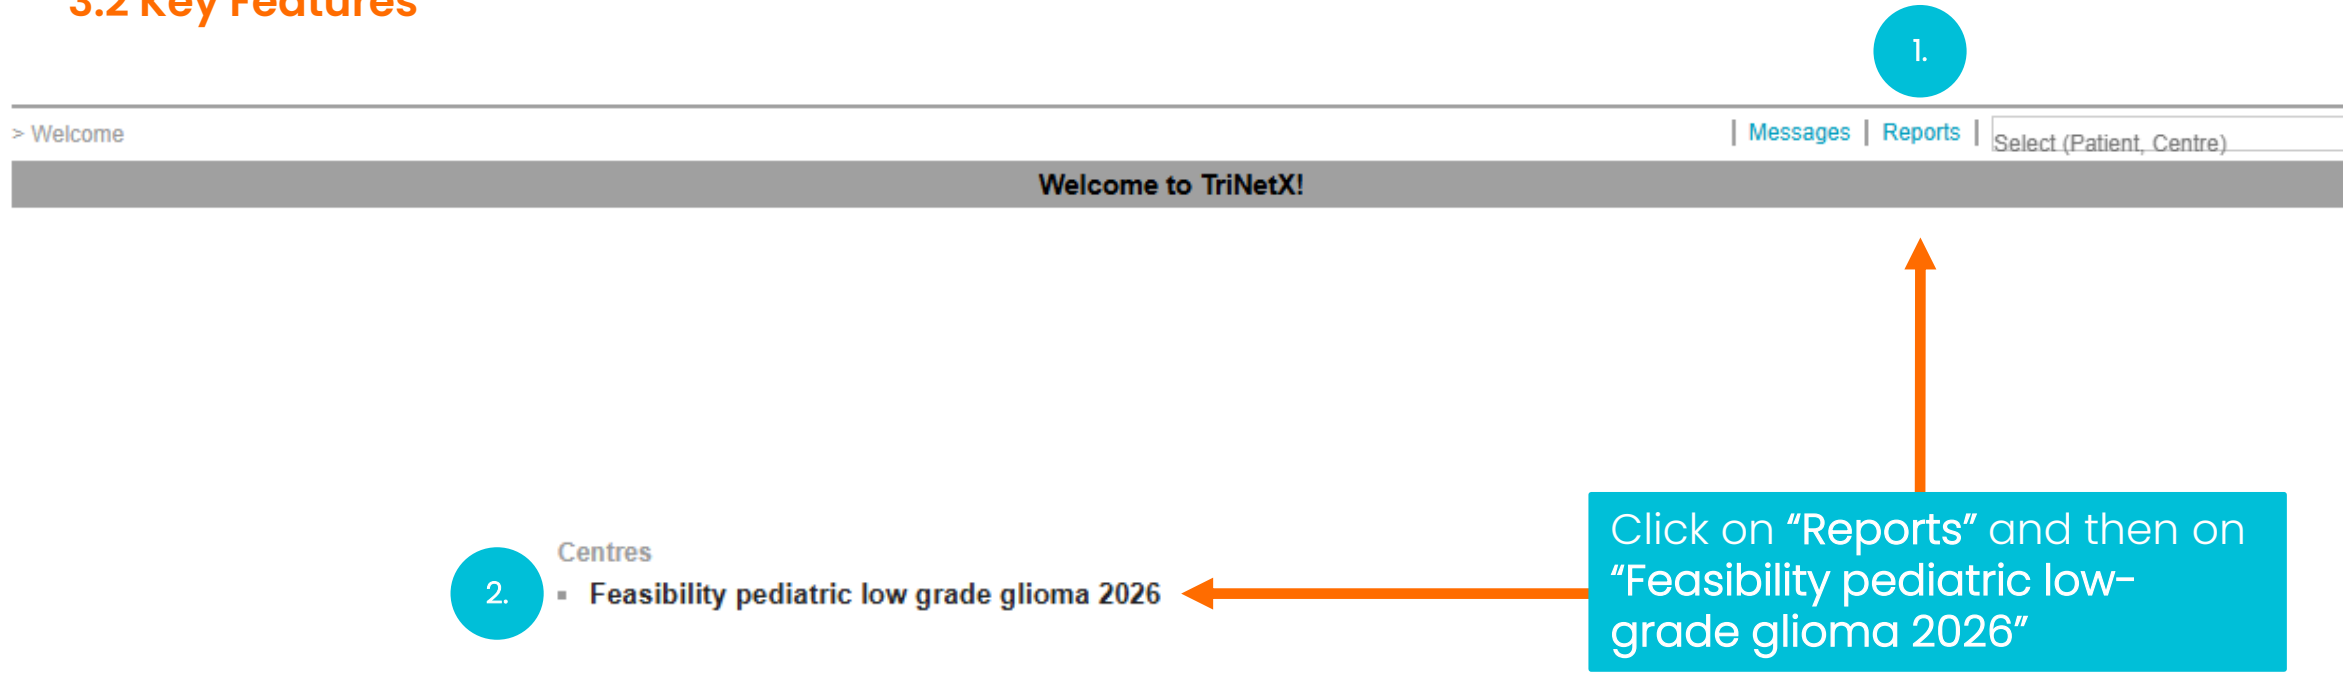 3.2 Key Features
1.
> Welcome
| Messages | Reports | Select (Patient, Centre)
Welcome to TriNetX!
Centres
2.
▪ Feasibility pediatric low grade glioma 2026
Click on “Reports” and then on
“Feasibility pediatric low-
grade glioma 2026”